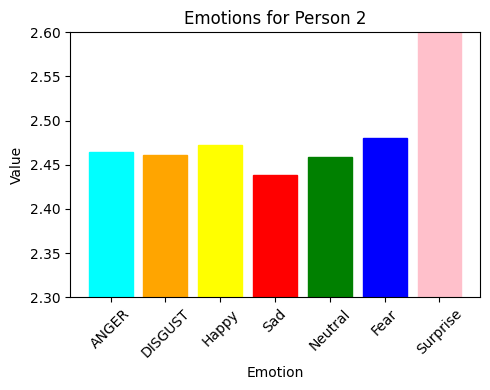 Emotions for Person 2
Value
2.60
2.55
2.50
2.45
2.40
2.35
2.30
ANGER
DISGUST
Happy
Sad
Neutral
Fear
Surprise
Emotion